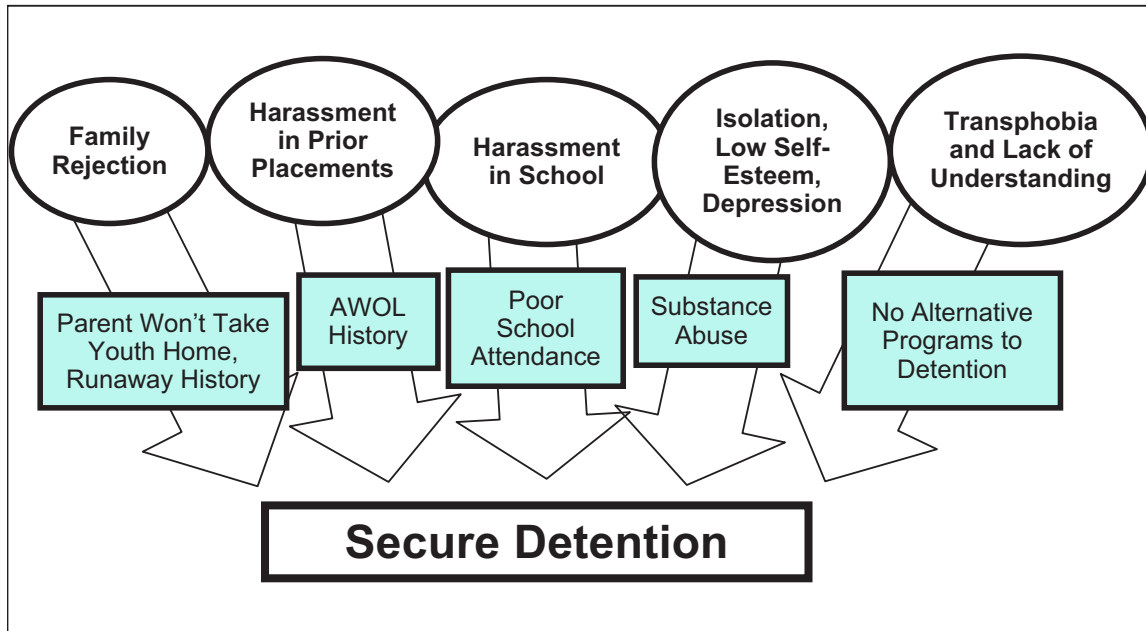 Family
Rejection
Harassment
in Prior
Placements
Harassment
in School
Isolation,
Low Self-
Esteem,
Depression
Transphobia
and Lack of
Understanding
Parent Won't Take
Youth Home,
Runaway History
AWOL
History
Poor
School
Attendance
Substance
Abuse
No Alternative
Programs to
Detention
Secure Detention